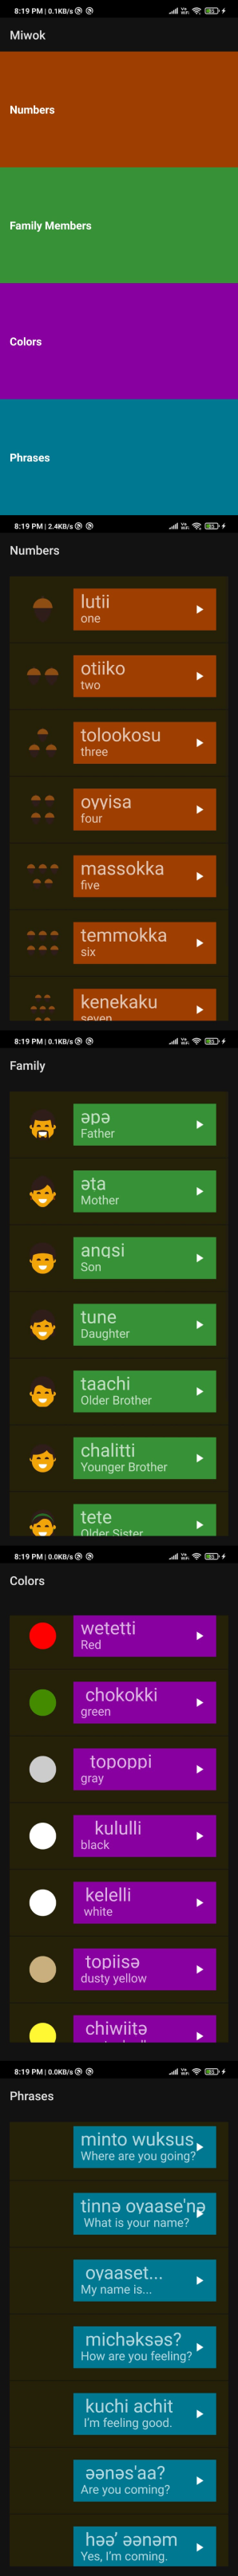 8:19 PM | 0.1KB/s
Miwok
Numbers
Family Members
Colors
Phrases
8:19 PM | 2.4KB/s
Numbers
lutii
one
otiiko
two
tolookosu
three
oyyisa
four
massokka
five
temmokka
six
kenekaku
seven
8:19 PM | 0.1KB/s
Family
əpə
Father
əta
Mother
angsi
Son
tune
Daughter
taachi
Older Brother
chalitti
Younger Brother
tete
Older Sister
8:19 PM | 0.0KB/s
Colors
wetetti
Red
chokokki
green
topoppi
gray
kululli
black
kelelli
white
topiisə
dusty yellow
chiwiitə
8:19 PM | 0.0KB/s
Phrases
minto wuksus
Where are you going?
tinnə oyaase'nə
What is your name?
oyaaset...
My name is...
michəksəs?
How are you feeling?
kuchi achit
I'm feeling good.
əənəs'aa?
Are you coming?
həə' əənəm
Yes, I'm coming.